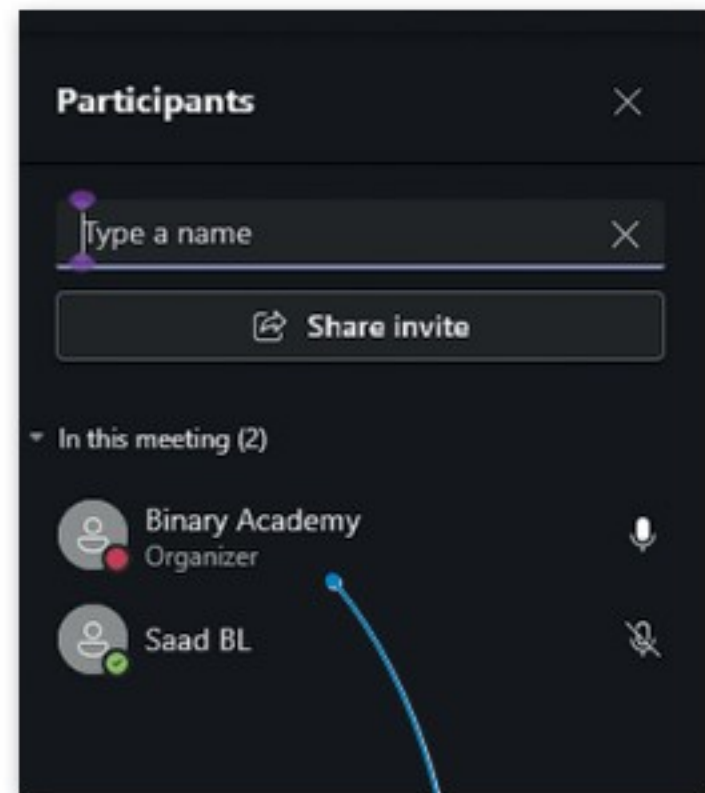 Participants
Type a name
Share invite
In this meeting (2)
Binary Academy
Organizer
Saad BL